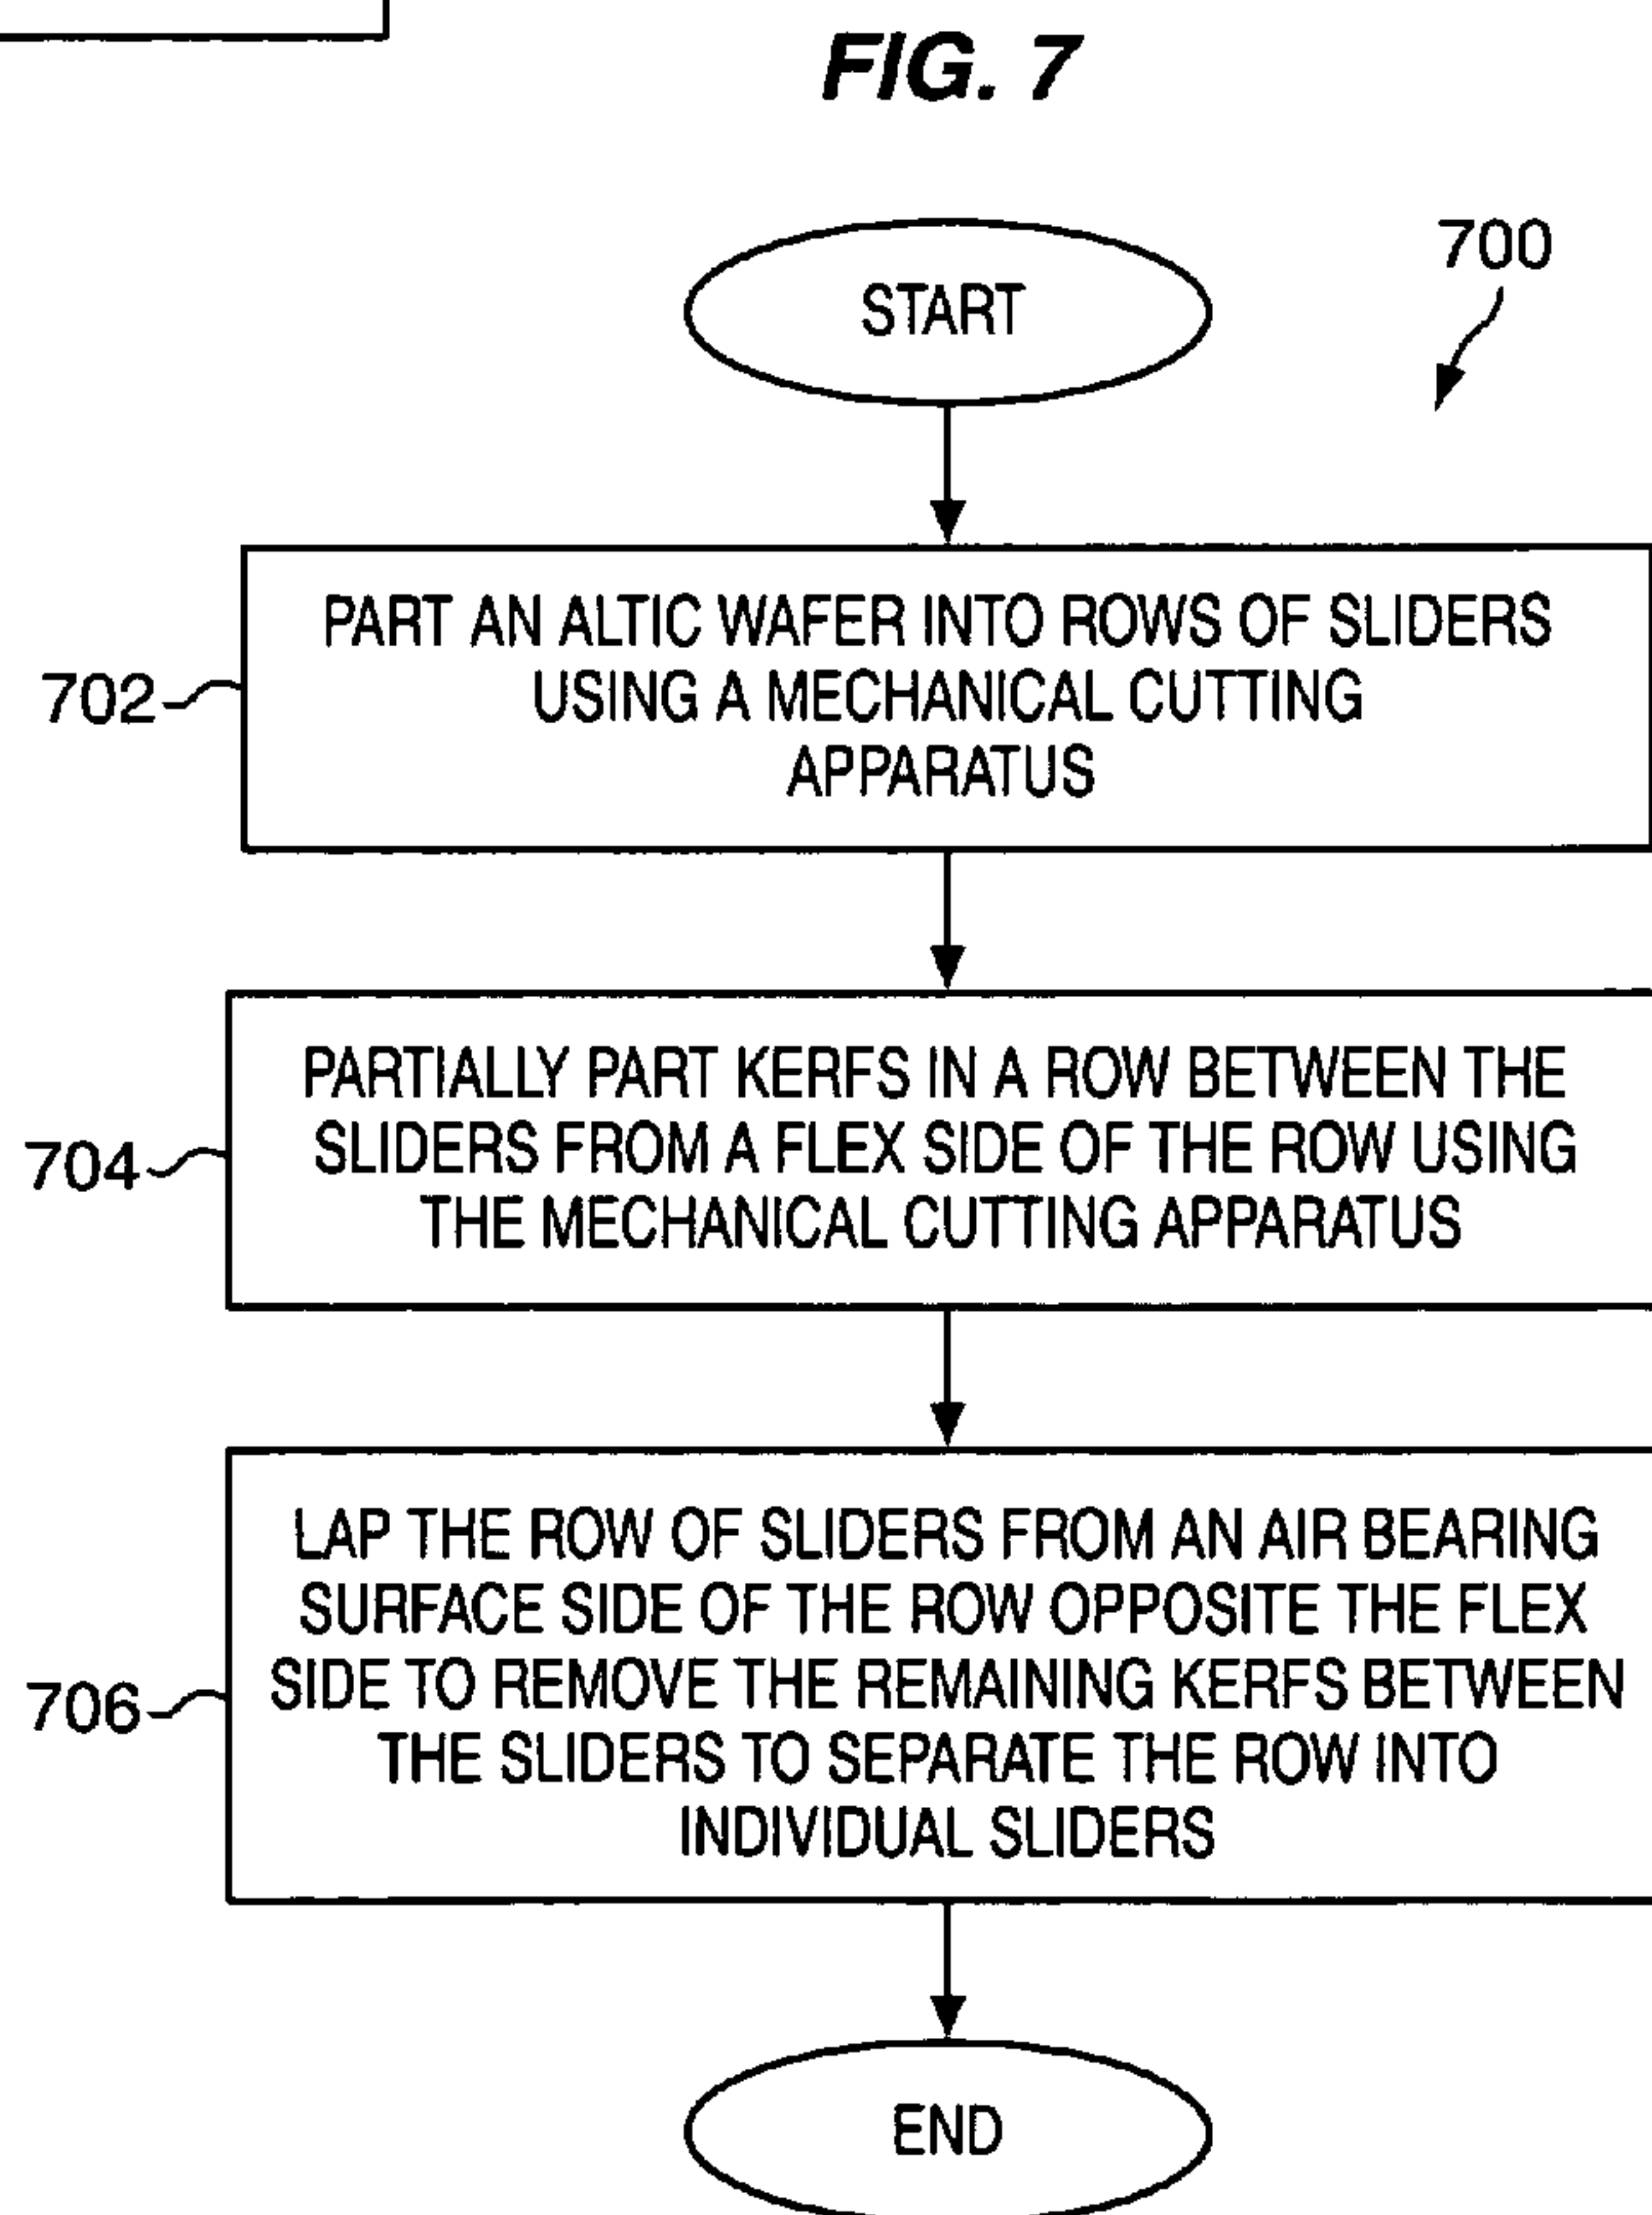 FIG. 7
700
START
702
PART AN ALTIC WAFER INTO ROWS OF SLIDERS
USING A MECHANICAL CUTTING
APPARATUS
704
PARTIALLY PART KERFS IN A ROW BETWEEN THE
SLIDERS FROM A FLEX SIDE OF THE ROW USING
THE MECHANICAL CUTTING APPARATUS
706
LAP THE ROW OF SLIDERS FROM AN AIR BEARING
SURFACE SIDE OF THE ROW OPPOSITE THE FLEX
SIDE TO REMOVE THE REMAINING KERFS BETWEEN
THE SLIDERS TO SEPARATE THE ROW INTO
INDIVIDUAL SLIDERS
END